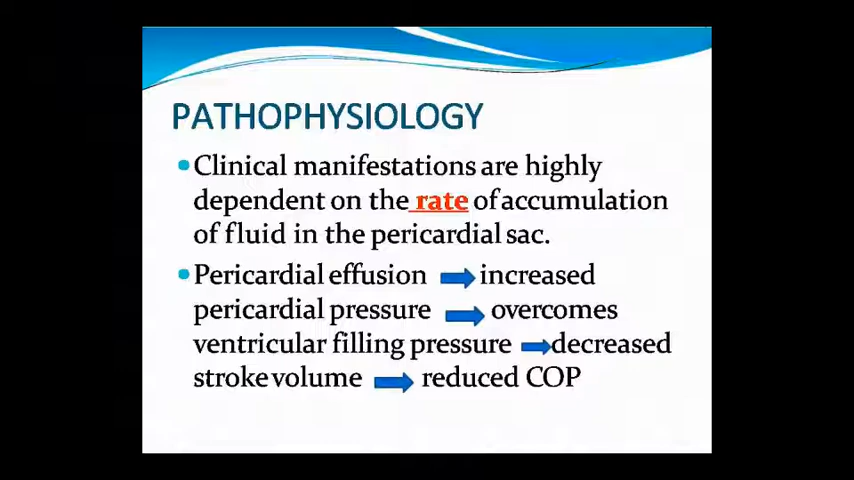 PATHOPHYSIOLOGY
Clinical manifestations are highly
dependent on the rate of accumulation
of fluid in the pericardial sac.
Pericardial effusion increased
pericardial pressure overcomes
ventricular filling pressure decreased
stroke volume reduced COP